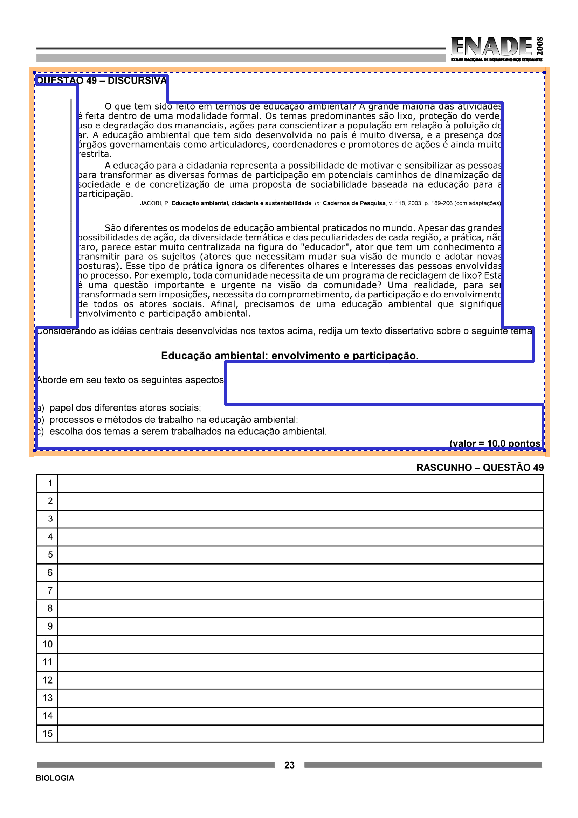 ENADE 2008
EXAME NACIONAL DE DESEMPENHO DOS ESTUDANTES
QUESTÃO 49 – DISCURSIVA
O que tem sido feito em termos de educação ambiental? A grande maioria das atividades
é feita dentro de uma modalidade formal. Os temas predominantes são lixo, proteção do verde,
uso e degradação dos mananciais, ações para conscientizar a população em relação à poluição do
ar. A educação ambiental que tem sido desenvolvida no país é muito diversa, e a presença dos
órgãos governamentais como articuladores, coordenadores e promotores de ações é ainda muito
restrita.
A educação para a cidadania representa a possibilidade de motivar e sensibilizar as pessoas
para transformar as diversas formas de participação em potenciais caminhos de dinamização da
sociedade e de concretização de uma proposta de sociabilidade baseada na educação para a
participação.
JACOBI, P. Educação ambiental, cidadania e sustentabilidade. In: Cadernos de Pesquisa, v. 118, 2003, p. 189-205 (com adaptações).
São diferentes os modelos de educação ambiental praticados no mundo. Apesar das grandes
possibilidades de ação, da diversidade temática e das peculiaridades de cada região, a prática, não
raro, parece estar muito centralizada na figura do "educador", ator que tem um conhecimento a
transmitir para os sujeitos (atores que necessitam mudar sua visão de mundo e adotar novas
posturas). Esse tipo de prática ignora os diferentes olhares e interesses das pessoas envolvidas
no processo. Por exemplo, toda comunidade necessita de um programa de reciclagem de lixo? Esta
é uma questão importante e urgente na visão da comunidade? Uma realidade, para ser
transformada sem imposições, necessita do comprometimento, da participação e do envolvimento
de todos os atores sociais. Afinal, precisamos de uma educação ambiental que signifique
envolvimento e participação ambiental.
Considerando as idéias centrais desenvolvidas nos textos acima, redija um texto dissertativo sobre o seguinte tema
Educação ambiental: envolvimento e participação.
Aborde em seu texto os seguintes aspectos
a) papel dos diferentes atores sociais;
b) processos e métodos de trabalho na educação ambiental;
c) escolha dos temas a serem trabalhados na educação ambiental.
(valor = 10,0 pontos
RASCUNHO – QUESTÃO 49
1
2
3
4
5
6
7
8
9
10
11
12
13
14
15
23
BIOLOGIA